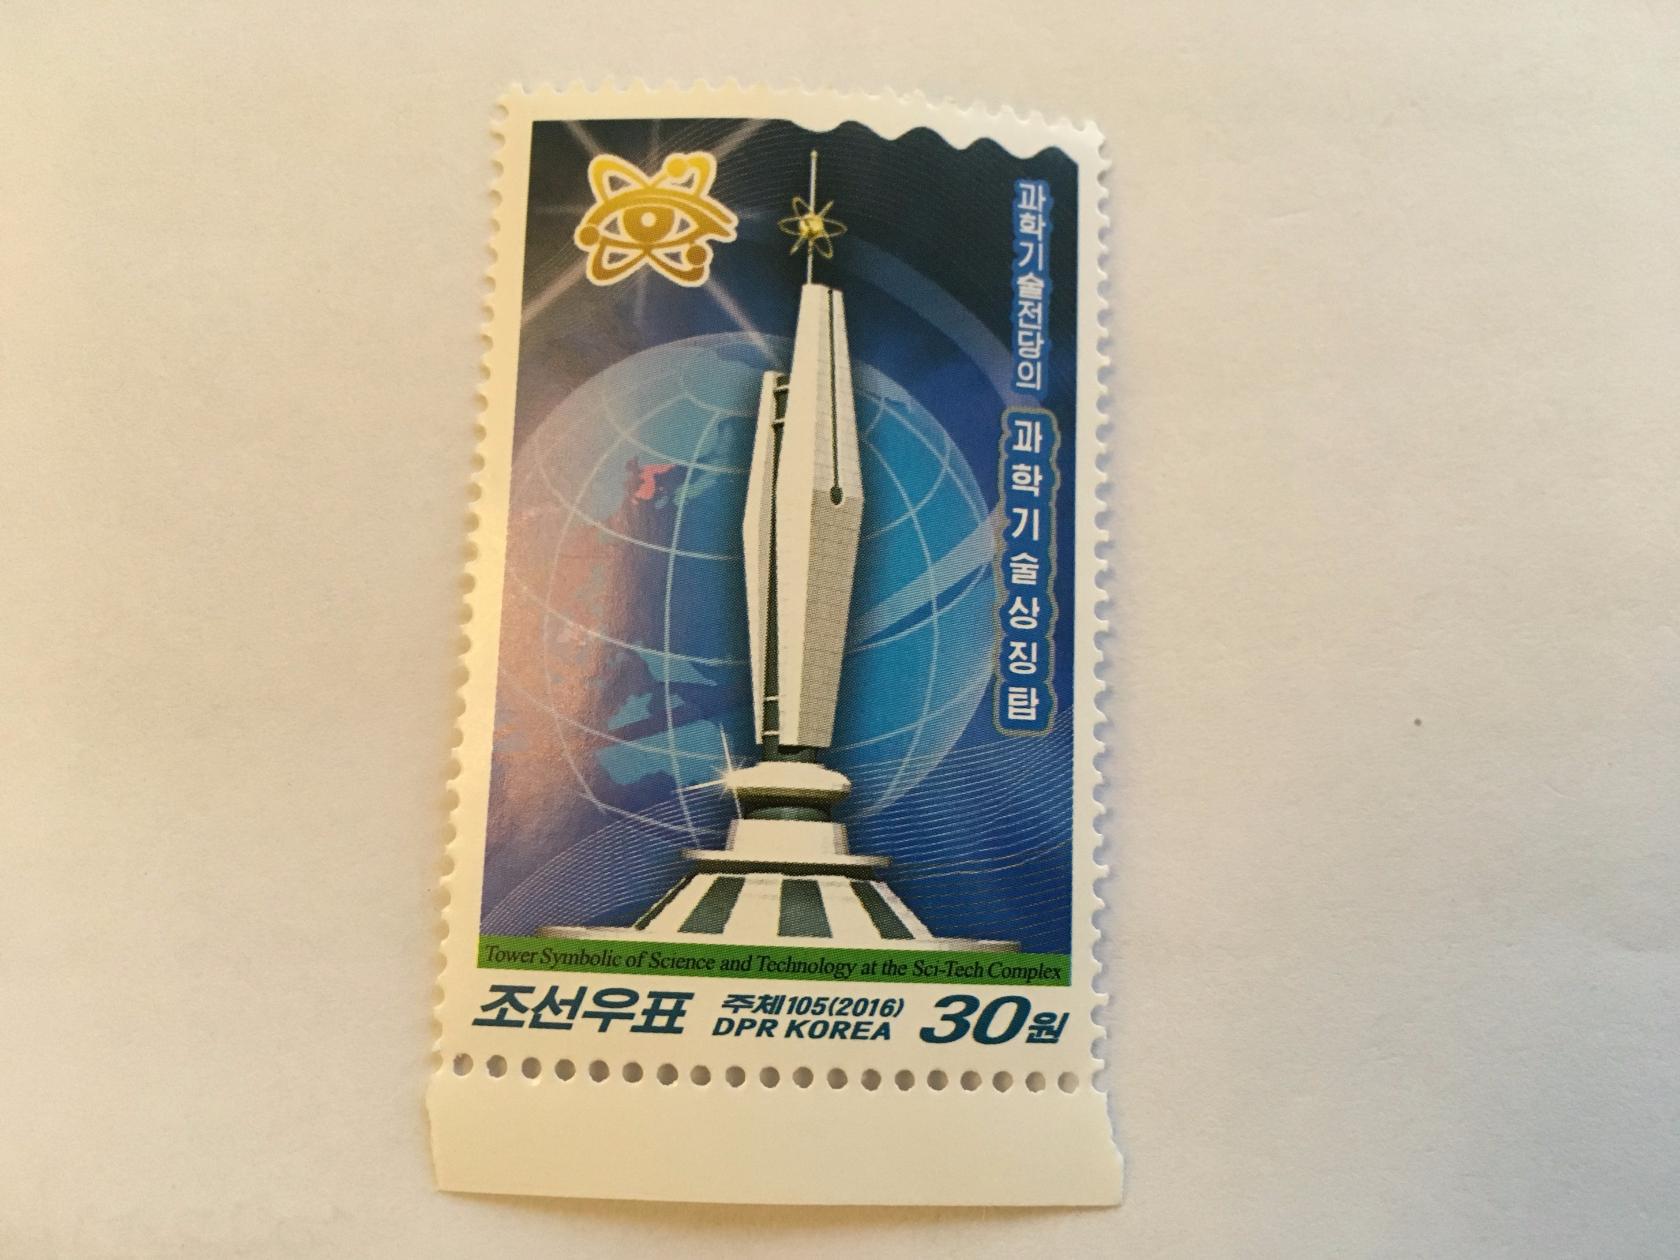 과학기술전당의
과학기술상징탑
Tower Symbolic of Science and Technology at the Sci-Tech Complex
조선우표
주체105(2016)
DPR KOREA
30원